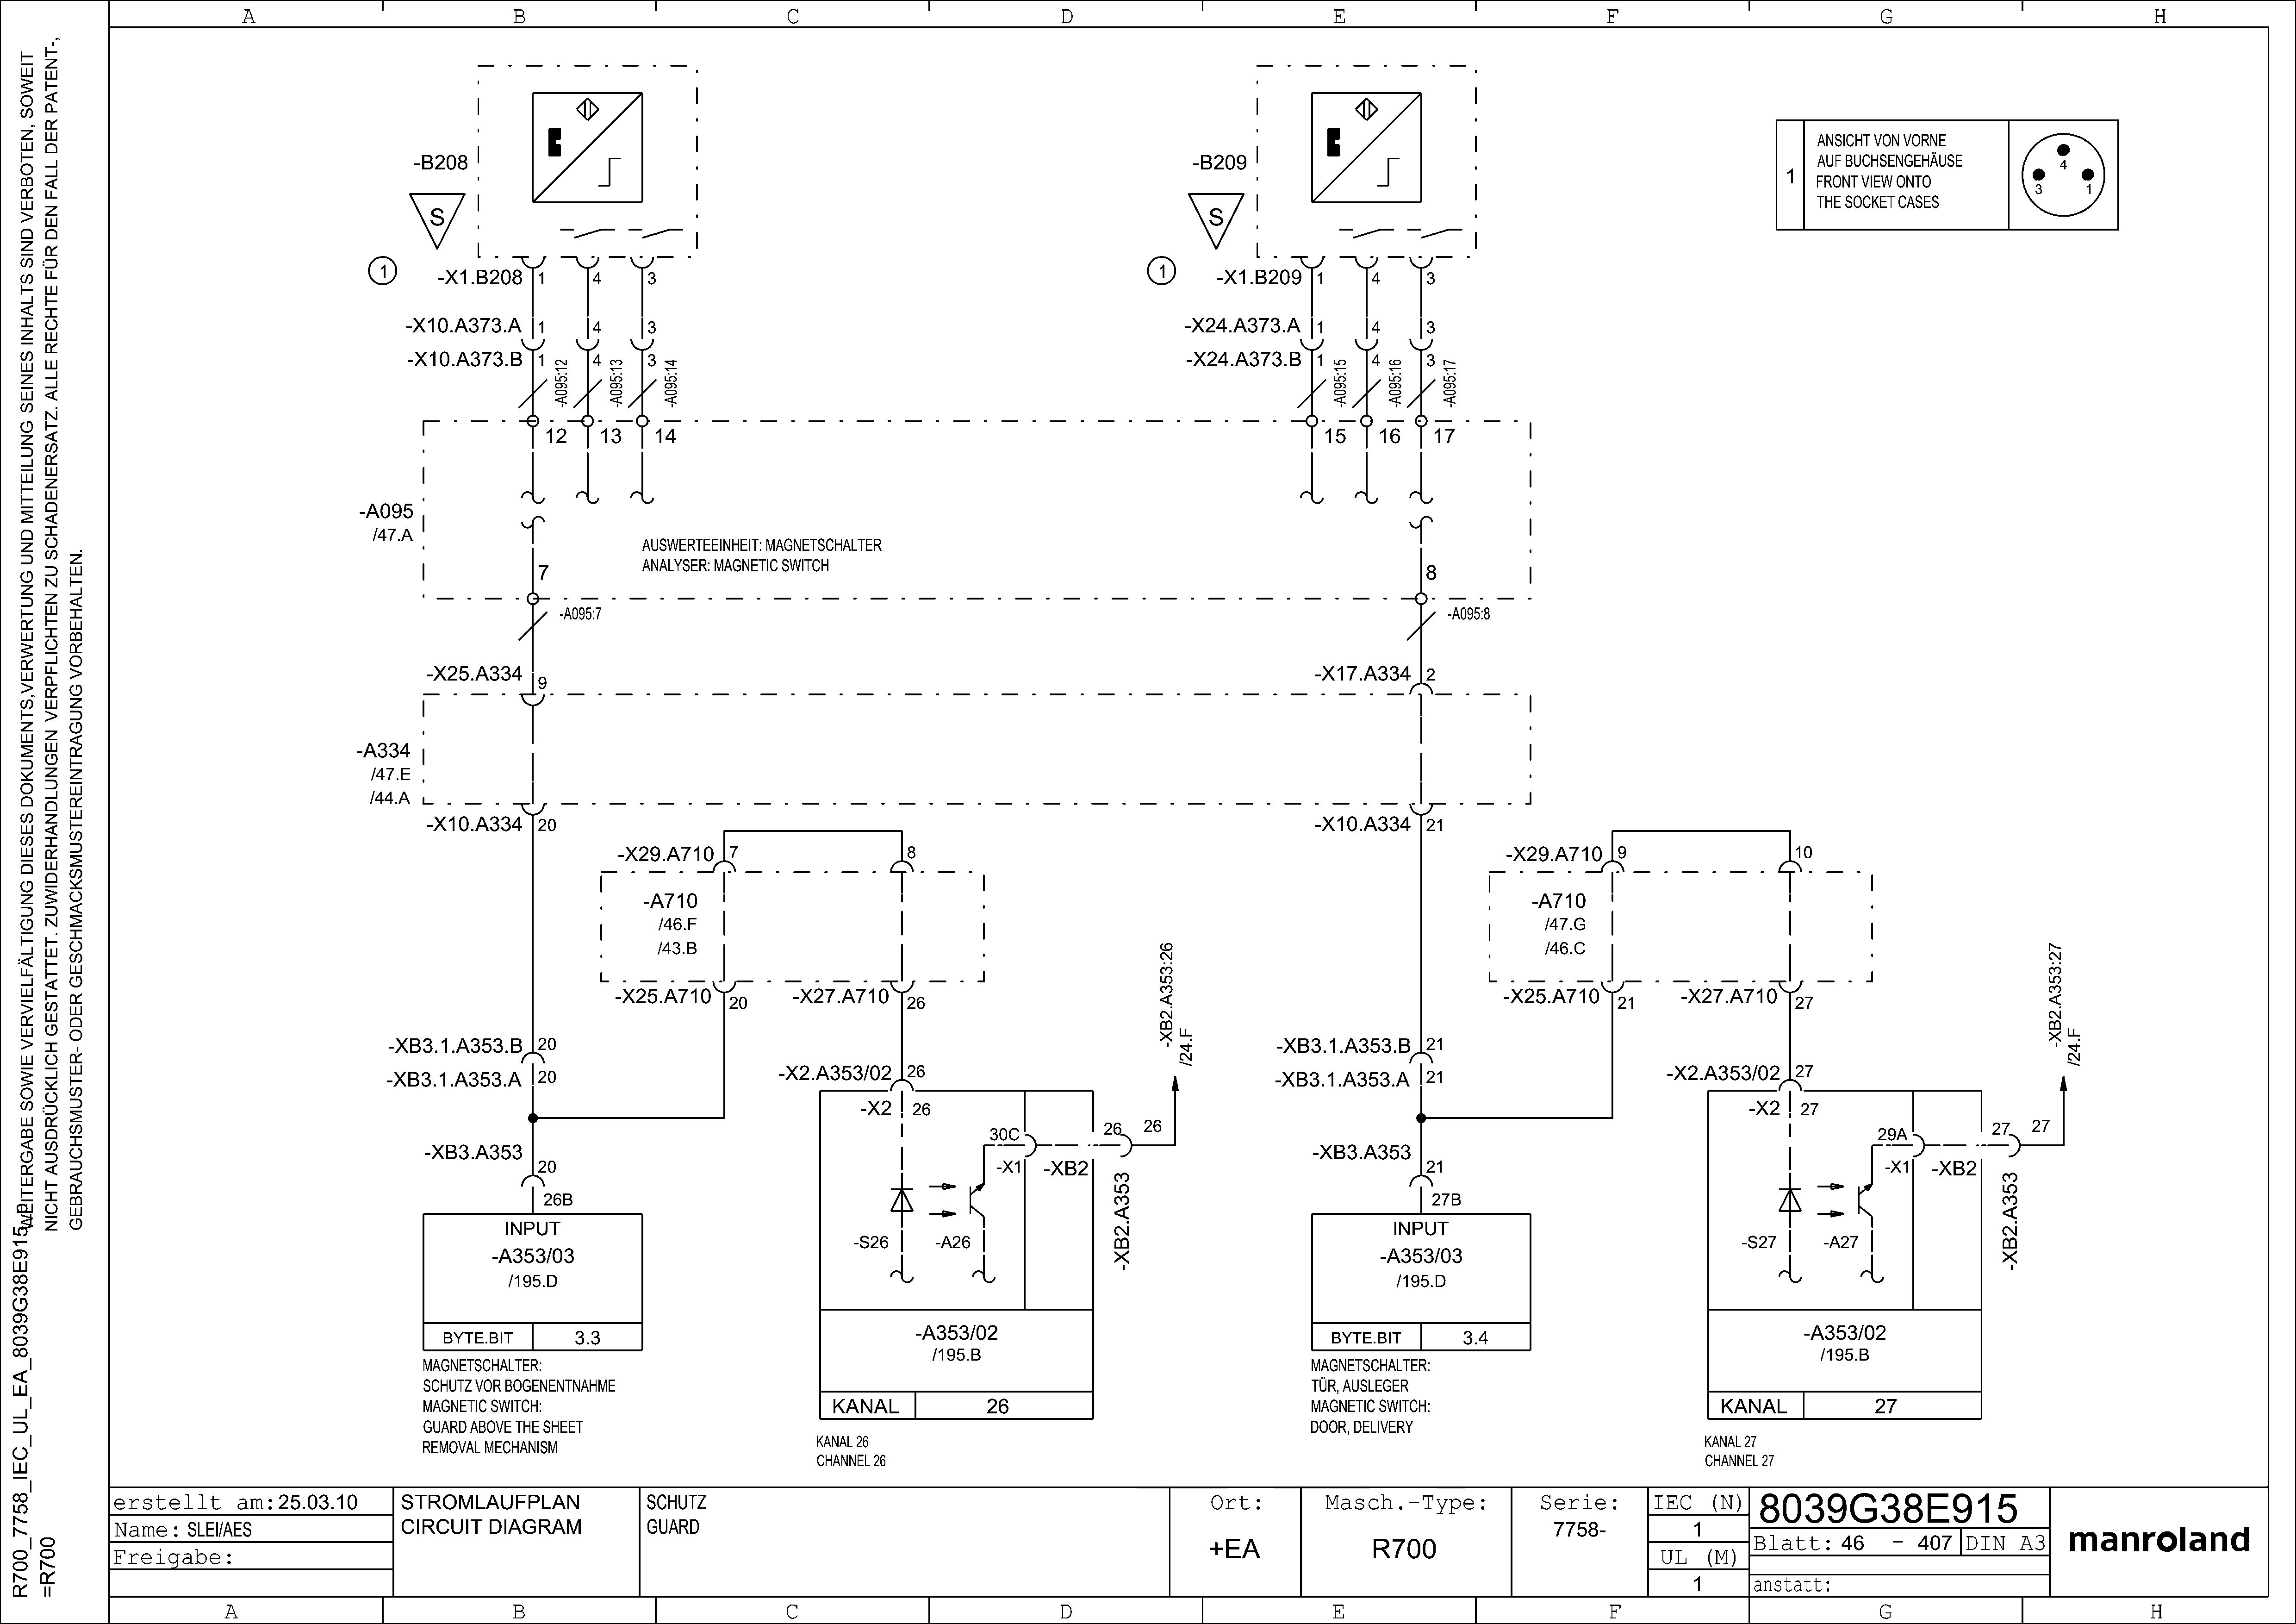 A B C D E F G H
WEITERGABE SOWIE VERVIELFÄLTIGUNG DIESES DOKUMENTS,VERWERTUNG UND MITTEILUNG SEINES INHALTS SIND VERBOTEN, SOWEIT
NICHT AUSDRÜCKLICH GESTATTET. ZUWIDERHANDLUNGEN VERPFLICHTEN ZU SCHADENERSATZ. ALLE RECHTE FÜR DEN FALL DER PATENT-,
GEBRAUCHSMUSTER- ODER GESCHMACKSMUSTEREINTRAGUNG VORBEHALTEN.
R700_7758_IEC_UL_EA_8039G38E915_D
=R700
-B208
S
1
-X1.B208 1 4 3
-X10.A373.A 1 4 3
-X10.A373.B 1 4 3
-A095:12 -A095:13 -A095:14
12 13 14
-B209
S
1
-X1.B209 1 4 3
-X24.A373.A 1 4 3
-X24.A373.B 1 4 3
-A095:15 -A095:16 -A095:17
15 16 17
1
ANSICHT VON VORNE
AUF BUCHSENGEHÄUSE
FRONT VIEW ONTO
THE SOCKET CASES
4
3 1
-A095
/47.A
AUSWERTEEINHEIT: MAGNETSCHALTER
ANALYSER: MAGNETIC SWITCH
7 8
-A095:7 -A095:8
-X25.A334 9
-X17.A334 2
-A334
/47.E
/44.A
-X10.A334 20
-X10.A334 21
-X29.A710 7 8
-A710
/46.F
/43.B
-X25.A710 20
-X27.A710 26
-XB3.1.A353.B 20
-XB3.1.A353.A 20
-XB3.A353
20
26B
INPUT
-A353/03
/195.D
BYTE.BIT 3.3
MAGNETSCHALTER:
SCHUTZ VOR BOGENENTNAHME
MAGNETIC SWITCH:
GUARD ABOVE THE SHEET
REMOVAL MECHANISM
-X2.A353/02 26
-X2 26
30C 26 26
-X1 -XB2
-XB2.A353
-XB2.A353:26
/24.F
-S26 -A26
-A353/02
/195.B
KANAL 26
KANAL 26
CHANNEL 26
-X29.A710 9 10
-A710
/47.G
/46.C
-X25.A710 21
-X27.A710 27
-XB3.1.A353.B 21
-XB3.1.A353.A 21
-XB3.A353
21
27B
INPUT
-A353/03
/195.D
BYTE.BIT 3.4
MAGNETSCHALTER:
TÜR, AUSLEGER
MAGNETIC SWITCH:
DOOR, DELIVERY
-X2.A353/02 27
-X2 27
29A 27 27
-X1 -XB2
-XB2.A353
-XB2.A353:27
/24.F
-S27 -A27
-A353/02
/195.B
KANAL 27
KANAL 27
CHANNEL 27
erstellt am: 25.03.10
Name: SLEI/AES
Freigabe:
STROMLAUFPLAN
CIRCUIT DIAGRAM
SCHUTZ
GUARD
Ort:
+EA
Masch.-Type:
R700
Serie:
7758-
IEC (N)
1
UL (M)
1
8039G38E915
Blatt: 46 - 407 DIN A3
anstatt:
manroland
A B C D E F G H